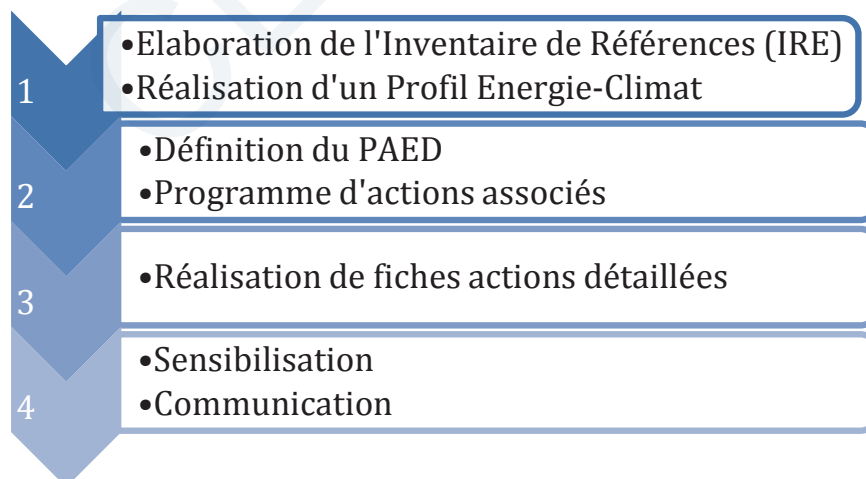 1
•Elaboration de l'Inventaire de Références (IRE)
•Réalisation d'un Profil Energie-Climat
2
•Définition du PAED
•Programme d'actions associés
3
•Réalisation de fiches actions détaillées
4
•Sensibilisation
•Communication